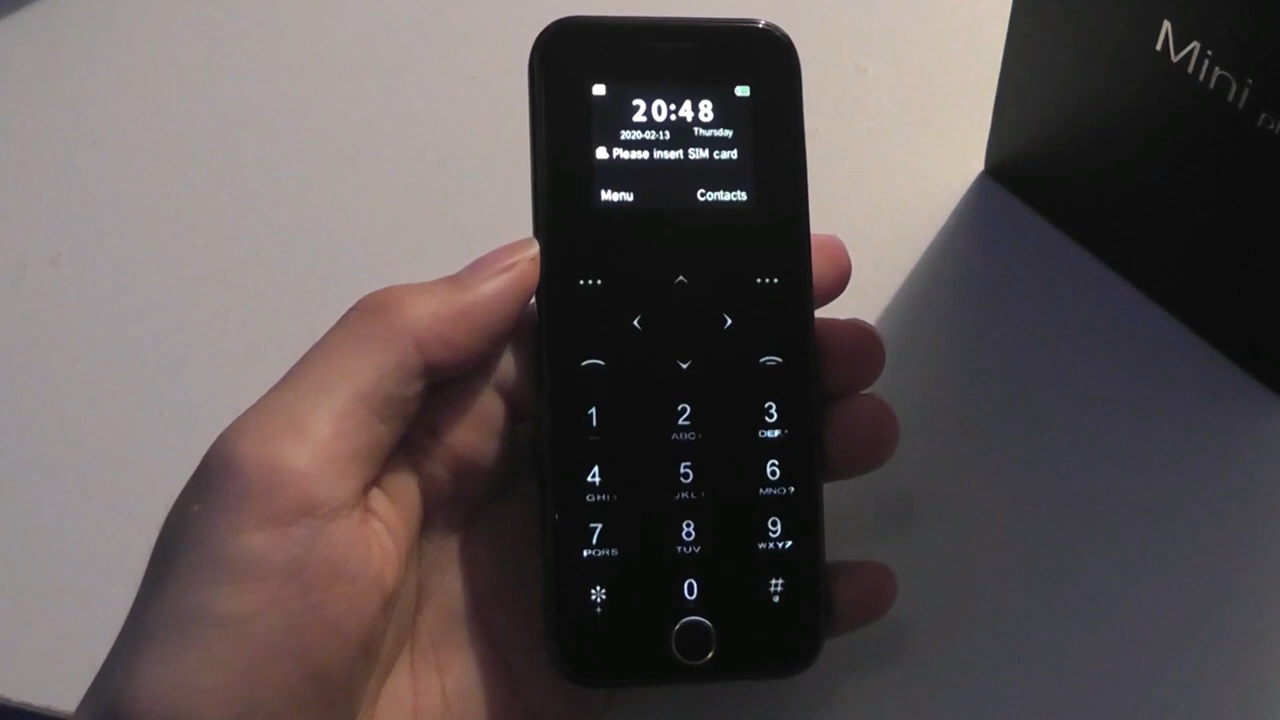 20:48
2020-02-13 Thursday
Please insert SIM card
Menu Contacts
1 2 3
ABC DEF
4 5 6
GHI JKL MNO
7 8 9
PQRS TUV WXYZ
* 0 #
+
Mini